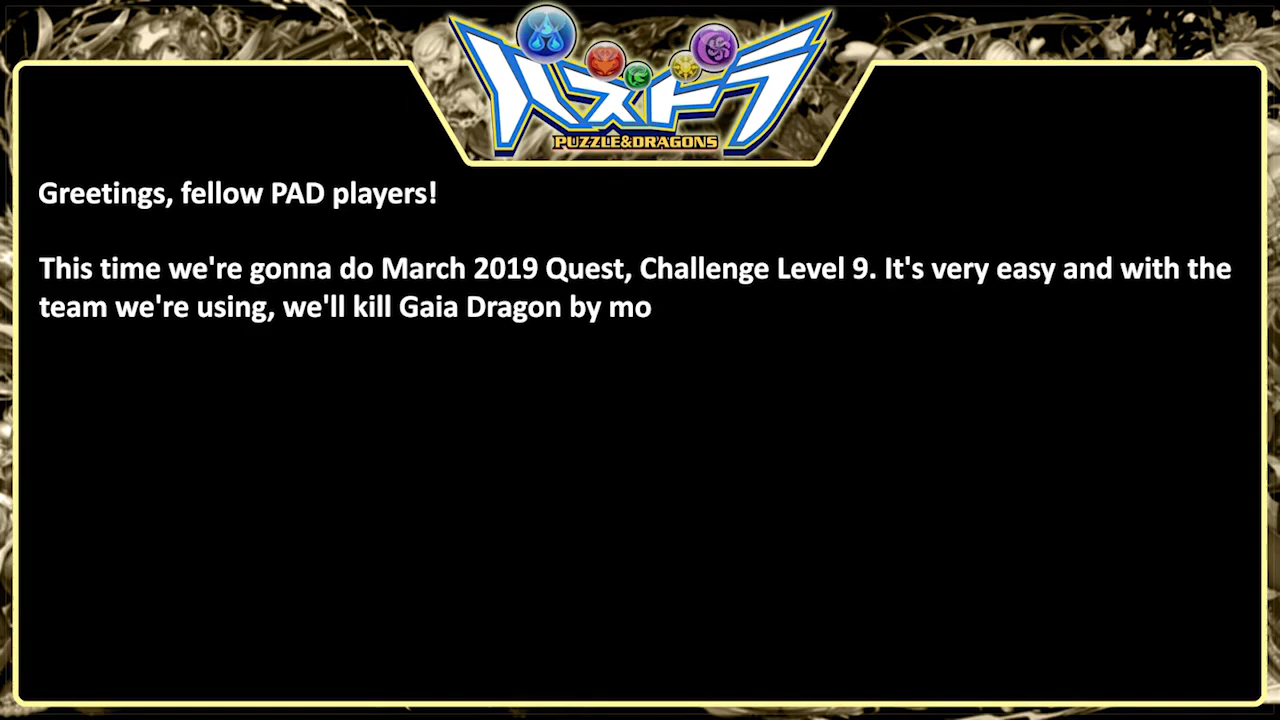 パズドラ
PUZZLE&DRAGONS
Greetings, fellow PAD players!
This time we're gonna do March 2019 Quest, Challenge Level 9. It's very easy and with the
team we're using, we'll kill Gaia Dragon by mo